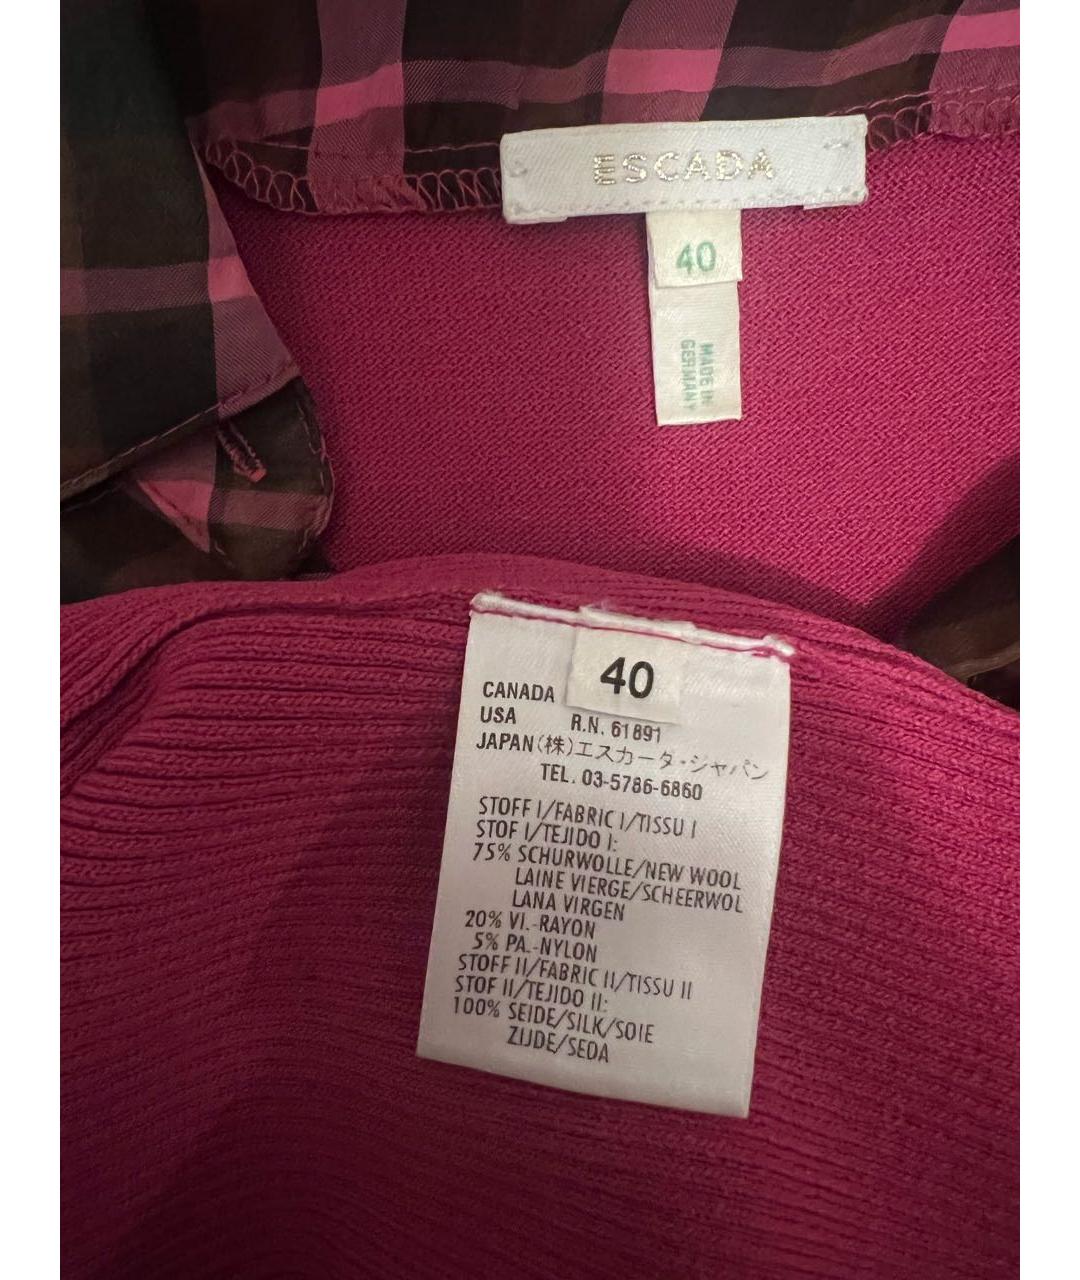 ESCADA
40
MADE IN
GERMANY
40
CANADA
USA R.N. 61891
JAPAN(株)エスカーダ・ジャパン
TEL. 03-5786-6860
STOFF I/FABRIC I/TISSU I
STOF I/TEJIDO I:
75% SCHURWOLLE/NEW WOOL
LAINE VIERGE/SCHEERWOL
LANA VIRGEN
20% VI.-RAYON
5% PA.-NYLON
STOFF II/FABRIC II/TISSU II
STOF II/TEJIDO II:
100% SEIDE/SILK/SOIE
ZIJDE/SEDA